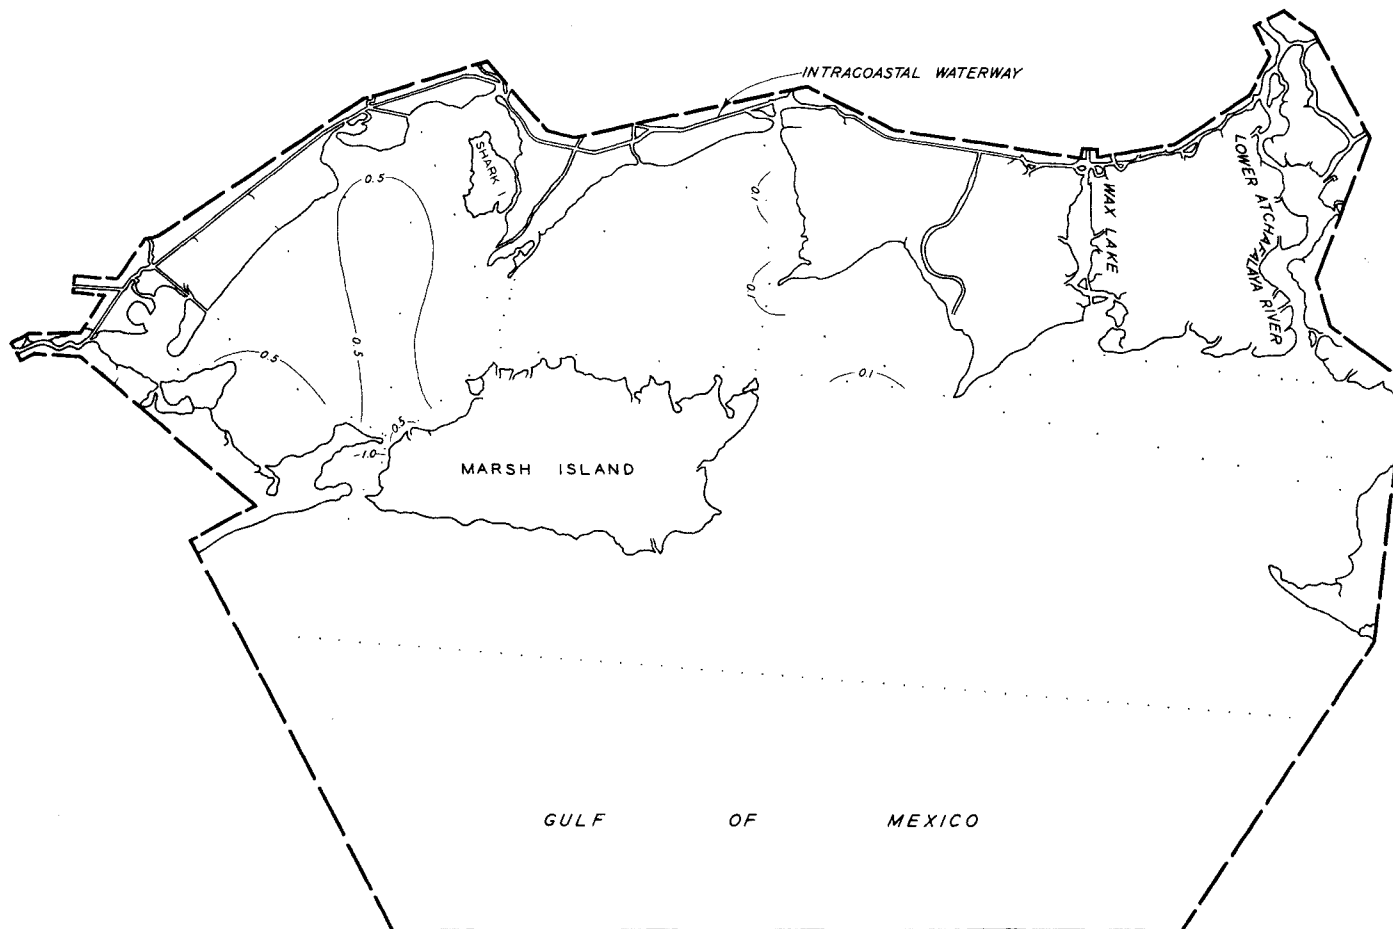 INTRACOASTAL WATERWAY
SHARK I
0.5
0.1
WAX LAKE
LOWER ATCHAFALAYA RIVER
0.1
0.5
0.5
0.1
0.5
1.0
MARSH ISLAND
GULF OF MEXICO